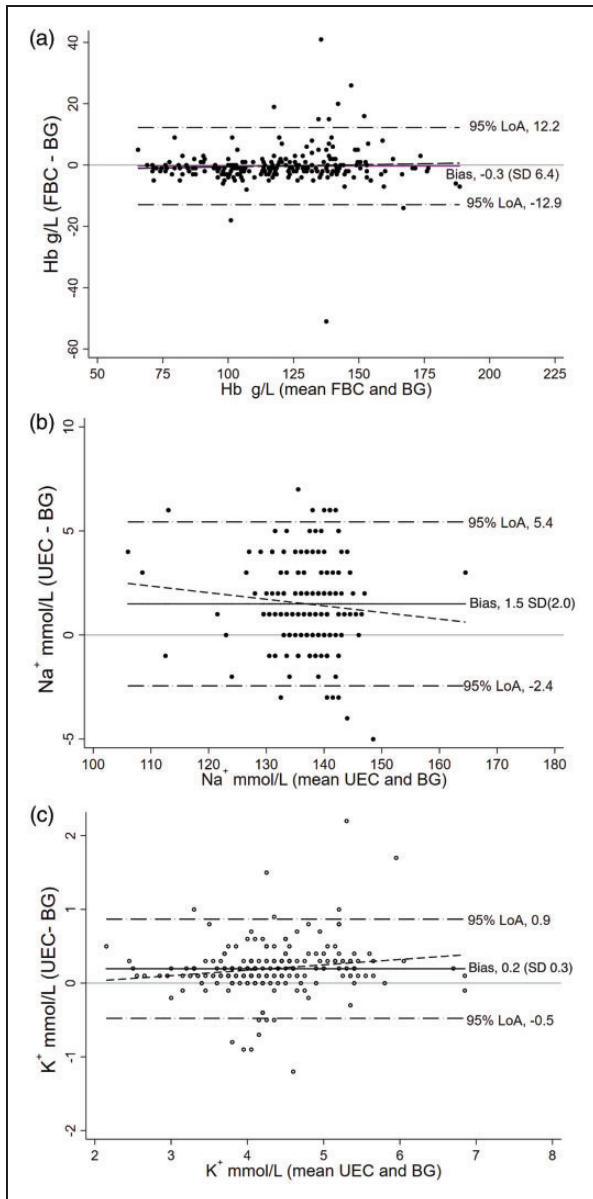 (a)
40
20
0
-20
-40
-60
Hb g/L (FBC - BG)
95% LoA, 12.2
Bias, -0.3 (SD 6.4)
95% LoA, -12.9
50 75 100 125 150 175 200 225
Hb g/L (mean FBC and BG)
(b)
10
5
0
-5
Na⁺ mmol/L (UEC - BG)
95% LoA, 5.4
Bias, 1.5 SD(2.0)
95% LoA, -2.4
100 110 120 130 140 150 160 170 180
Na⁺ mmol/L (mean UEC and BG)
(c)
2
1
0
-1
-2
K⁺ mmol/L (UEC- BG)
95% LoA, 0.9
Bias, 0.2 (SD 0.3)
95% LoA, -0.5
2 3 4 5 6 7 8
K⁺ mmol/L (mean UEC and BG)